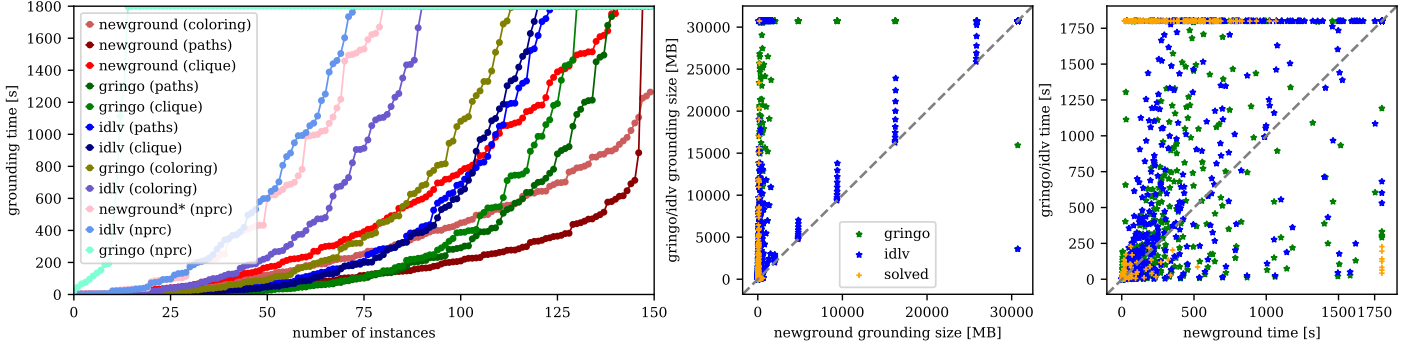 1800
1600
1400
1200
1000
800
600
400
200
0
grounding time [s]
newground (coloring)
newground (paths)
newground (clique)
gringo (paths)
gringo (clique)
idlv (paths)
idlv (clique)
gringo (coloring)
idlv (coloring)
newground* (nprc)
idlv (nprc)
gringo (nprc)
0 25 50 75 100 125 150
number of instances
30000
25000
20000
15000
10000
5000
0
gringo/idlv grounding size [MB]
gringo
idlv
solved
0 10000 20000 30000
newground grounding size [MB]
1750
1500
1250
1000
750
500
250
0
gringo/idlv time [s]
0 250 500 750 1000 1250 15001750
newground time [s]